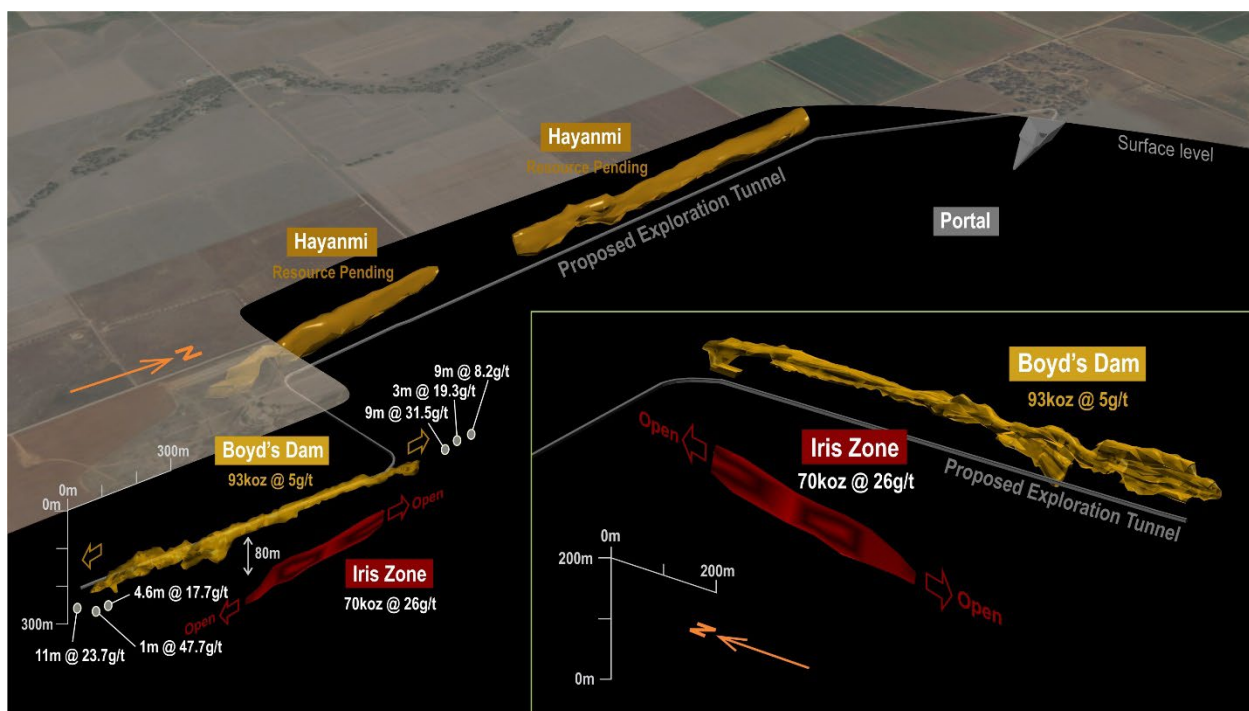 Hayanmi
Resource Pending
Surface level
Proposed Exploration Tunnel
Portal
Hayanmi
Resource Pending
N
9m @ 8.2g/t
3m @ 19.3g/t
9m @ 31.5g/t
Boyd's Dam
93koz @ 5g/t
300m
0m
0m
300m
80m
Open
Iris Zone
70koz @ 26g/t
Open
4.6m @ 17.7g/t
1m @ 47.7g/t
11m @ 23.7g/t
Boyd's Dam
93koz @ 5g/t
Open
Iris Zone
70koz @ 26g/t
Proposed Exploration Tunnel
0m
200m
200m
Open
N
0m